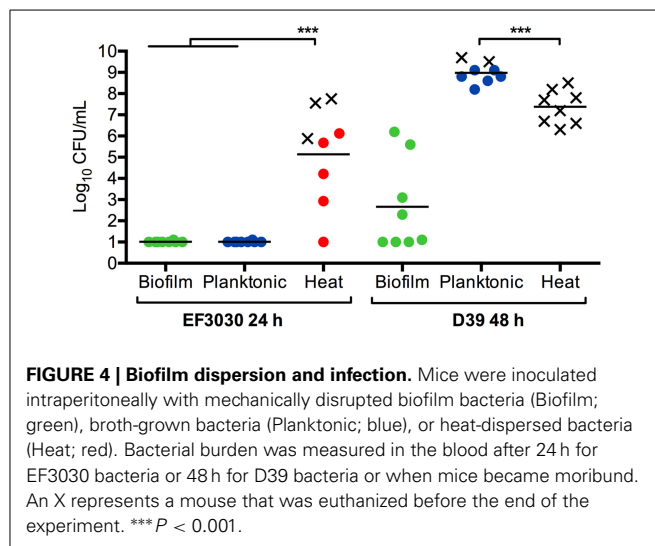 *** ***
10
9
8
7
6
5
4
3
2
1
0
Log10 CFU/mL
Biofilm Planktonic Heat Biofilm Planktonic Heat
EF3030 24 h D39 48 h
FIGURE 4 | Biofilm dispersion and infection. Mice were inoculated
intraperitoneally with mechanically disrupted biofilm bacteria (Biofilm;
green), broth-grown bacteria (Planktonic; blue), or heat-dispersed bacteria
(Heat; red). Bacterial burden was measured in the blood after 24 h for
EF3030 bacteria or 48 h for D39 bacteria or when mice became moribund.
An X represents a mouse that was euthanized before the end of the
experiment. ***P < 0.001.